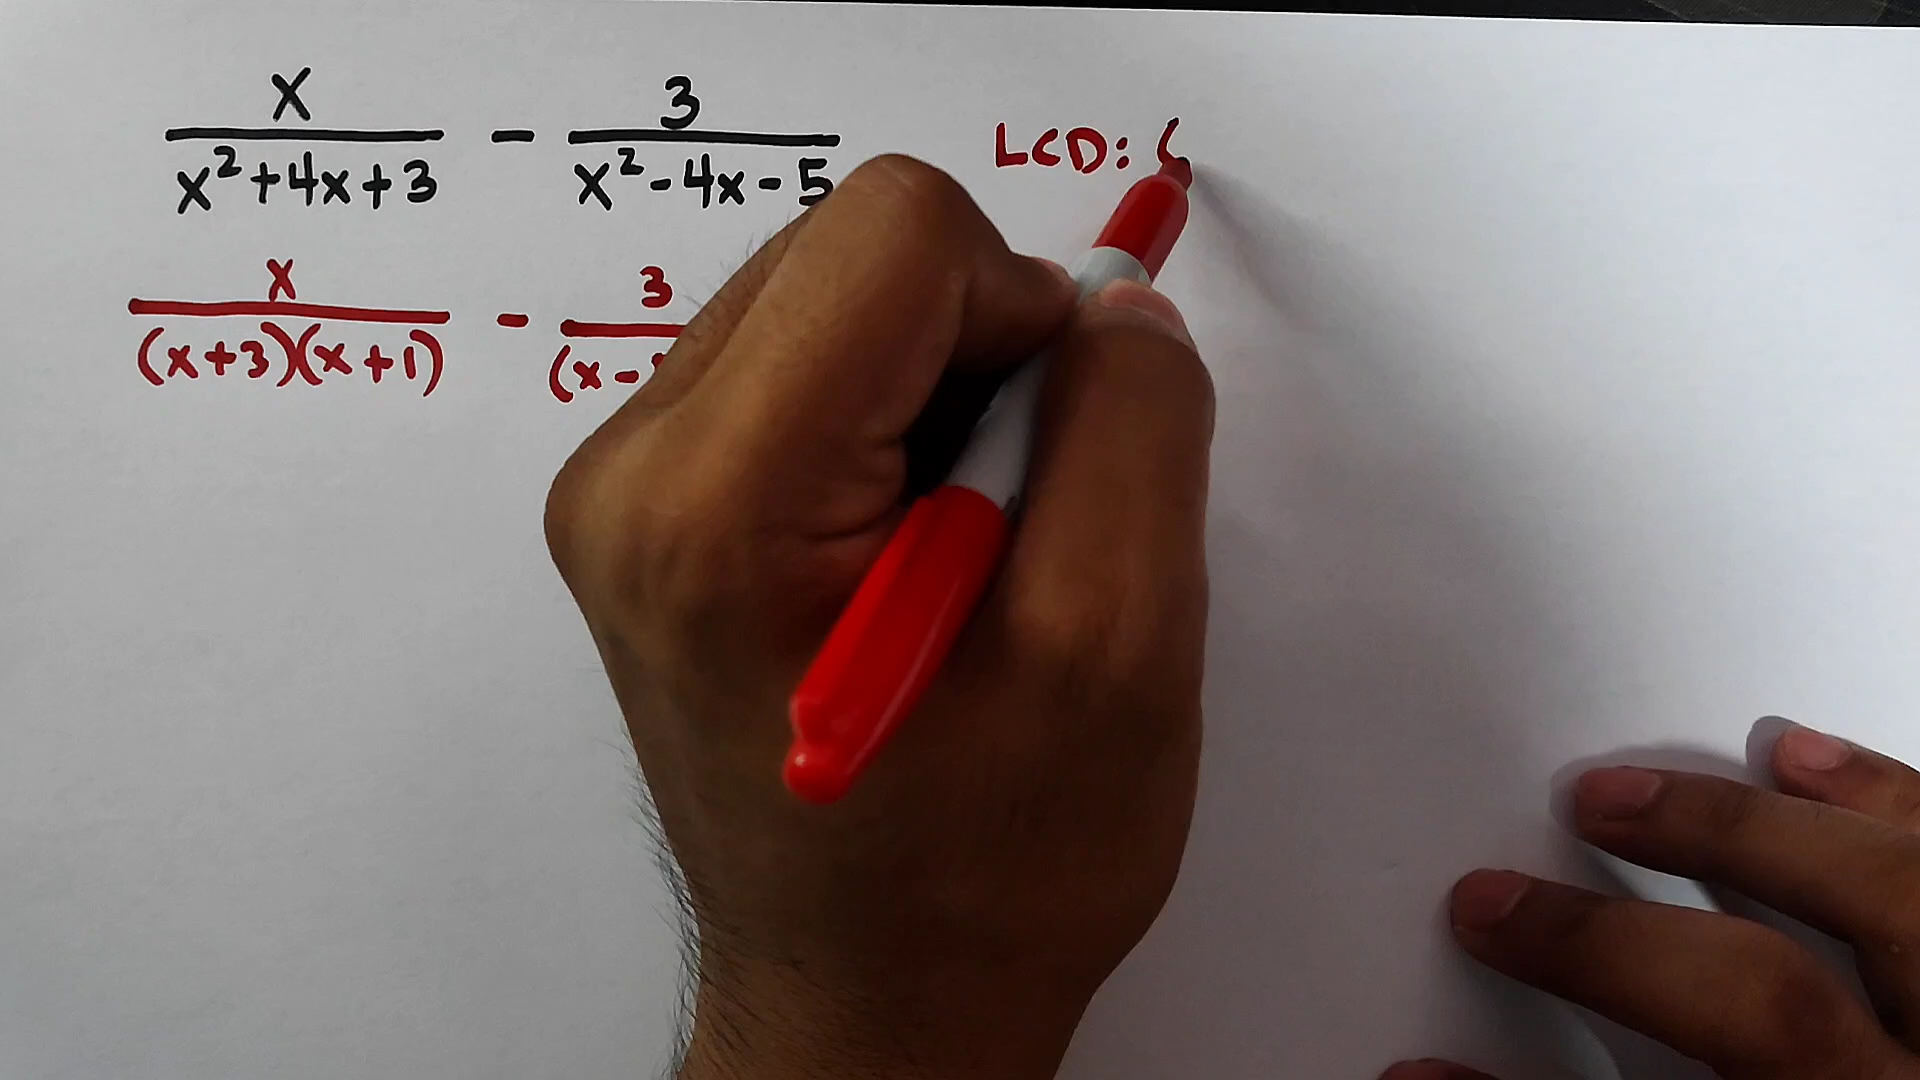 x/(x²+4x+3) - 3/(x²-4x-5)
LCD: (
x/((x+3)(x+1)) - 3/(x-